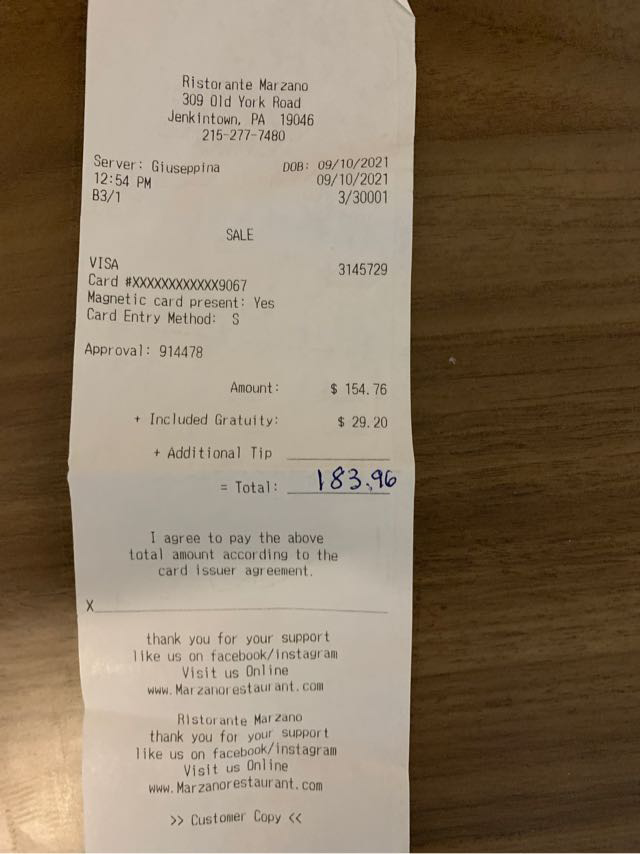 Ristorante Marzano
309 Old York Road
Jenkintown, PA 19046
215-277-7480
Server: Giuseppina DOB: 09/10/2021
12:54 PM 09/10/2021
B3/1 3/30001
SALE
VISA 3145729
Card #XXXXXXXXXXXX9067
Magnetic card present: Yes
Card Entry Method: S
Approval: 914478
Amount: $ 154.76
+ Included Gratuity: $ 29.20
+ Additional Tip
= Total: 183.96
I agree to pay the above
total amount according to the
card issuer agreement.
X
thank you for your support
like us on facebook/instagram
Visit us Online
www.Marzanorestaurant.com
Ristorante Marzano
thank you for your support
like us on facebook/instagram
Visit us Online
www.Marzanorestaurant.com
>> Customer Copy <<